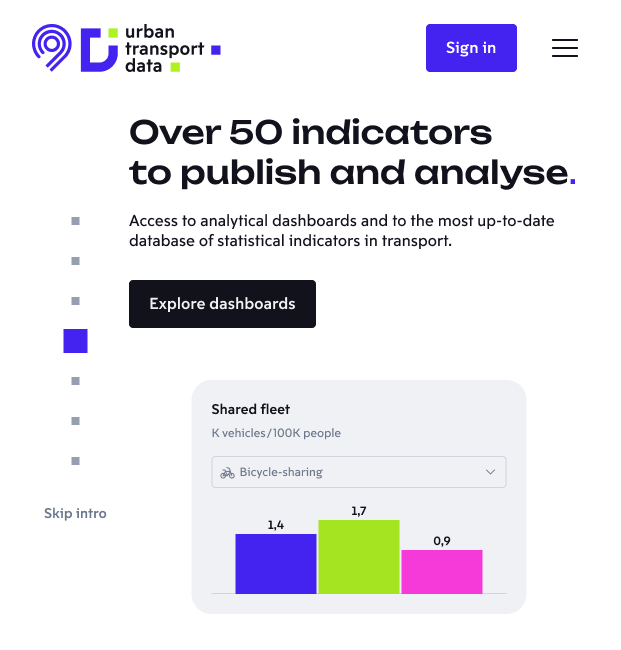 urban
transport
data
Sign in
Over 50 indicators
to publish and analyse.
Access to analytical dashboards and to the most up-to-date
database of statistical indicators in transport.
Explore dashboards
Shared fleet
K vehicles/100K people
Bicycle-sharing
1,4
1,7
0,9
Skip intro